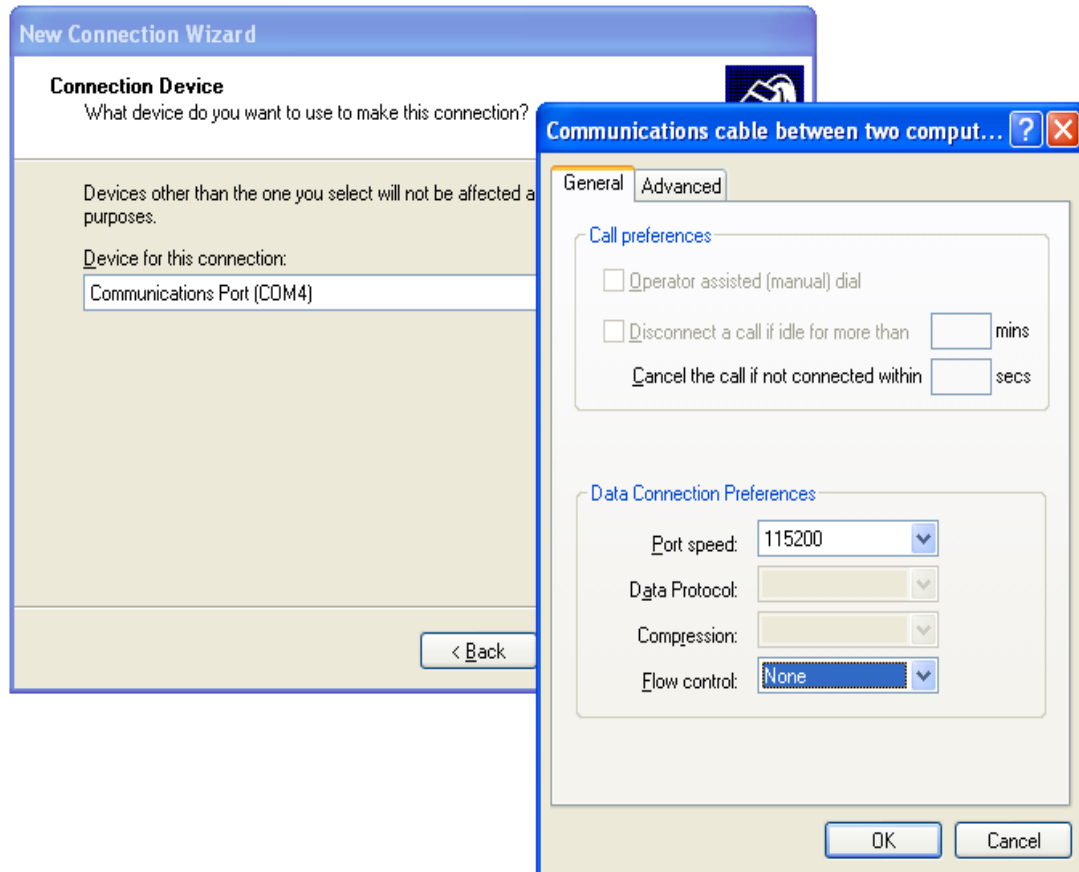 New Connection Wizard
Connection Device
What device do you want to use to make this connection?
Devices other than the one you select will not be affected a
purposes.
Device for this connection:
Communications Port (COM4)
< Back
Communications cable between two comput...
General Advanced
Call preferences
Operator assisted (manual) dial
Disconnect a call if idle for more than mins
Cancel the call if not connected within secs
Data Connection Preferences
Port speed: 115200
Data Protocol:
Compression:
Flow control: None
OK Cancel